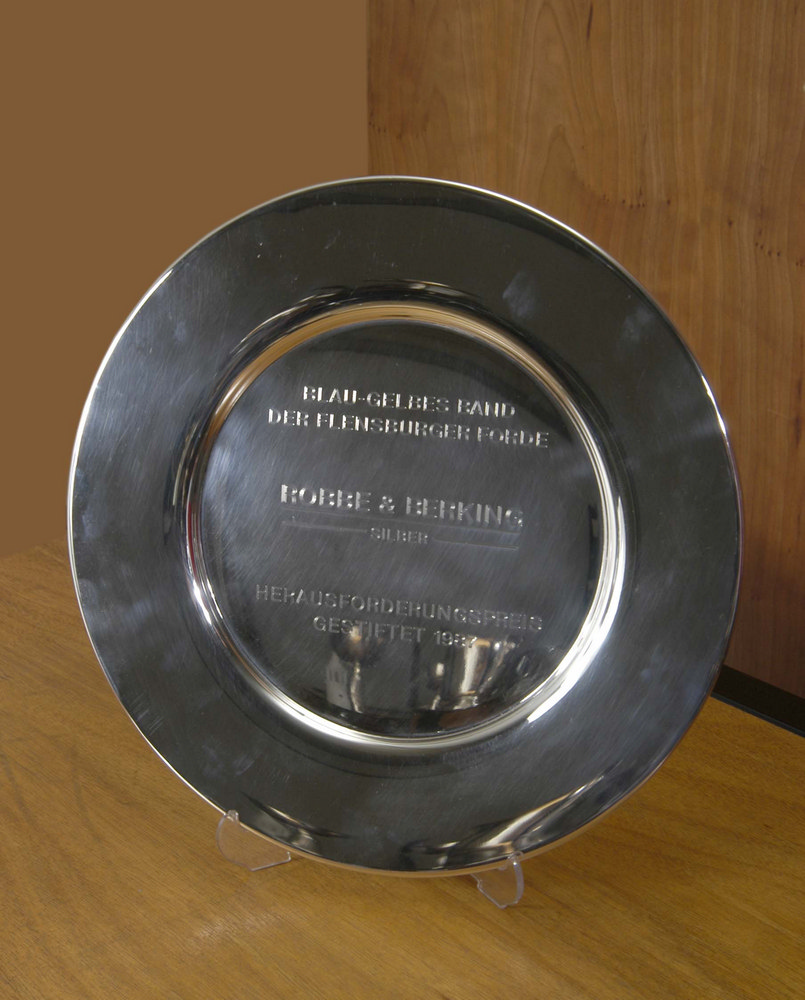 BLAU-GELBES BAND
DER FLENSBURGER FÖRDE
ROBBE & BERKING
SILBER
HERAUSFORDERUNGSPREIS
GESTIFTET